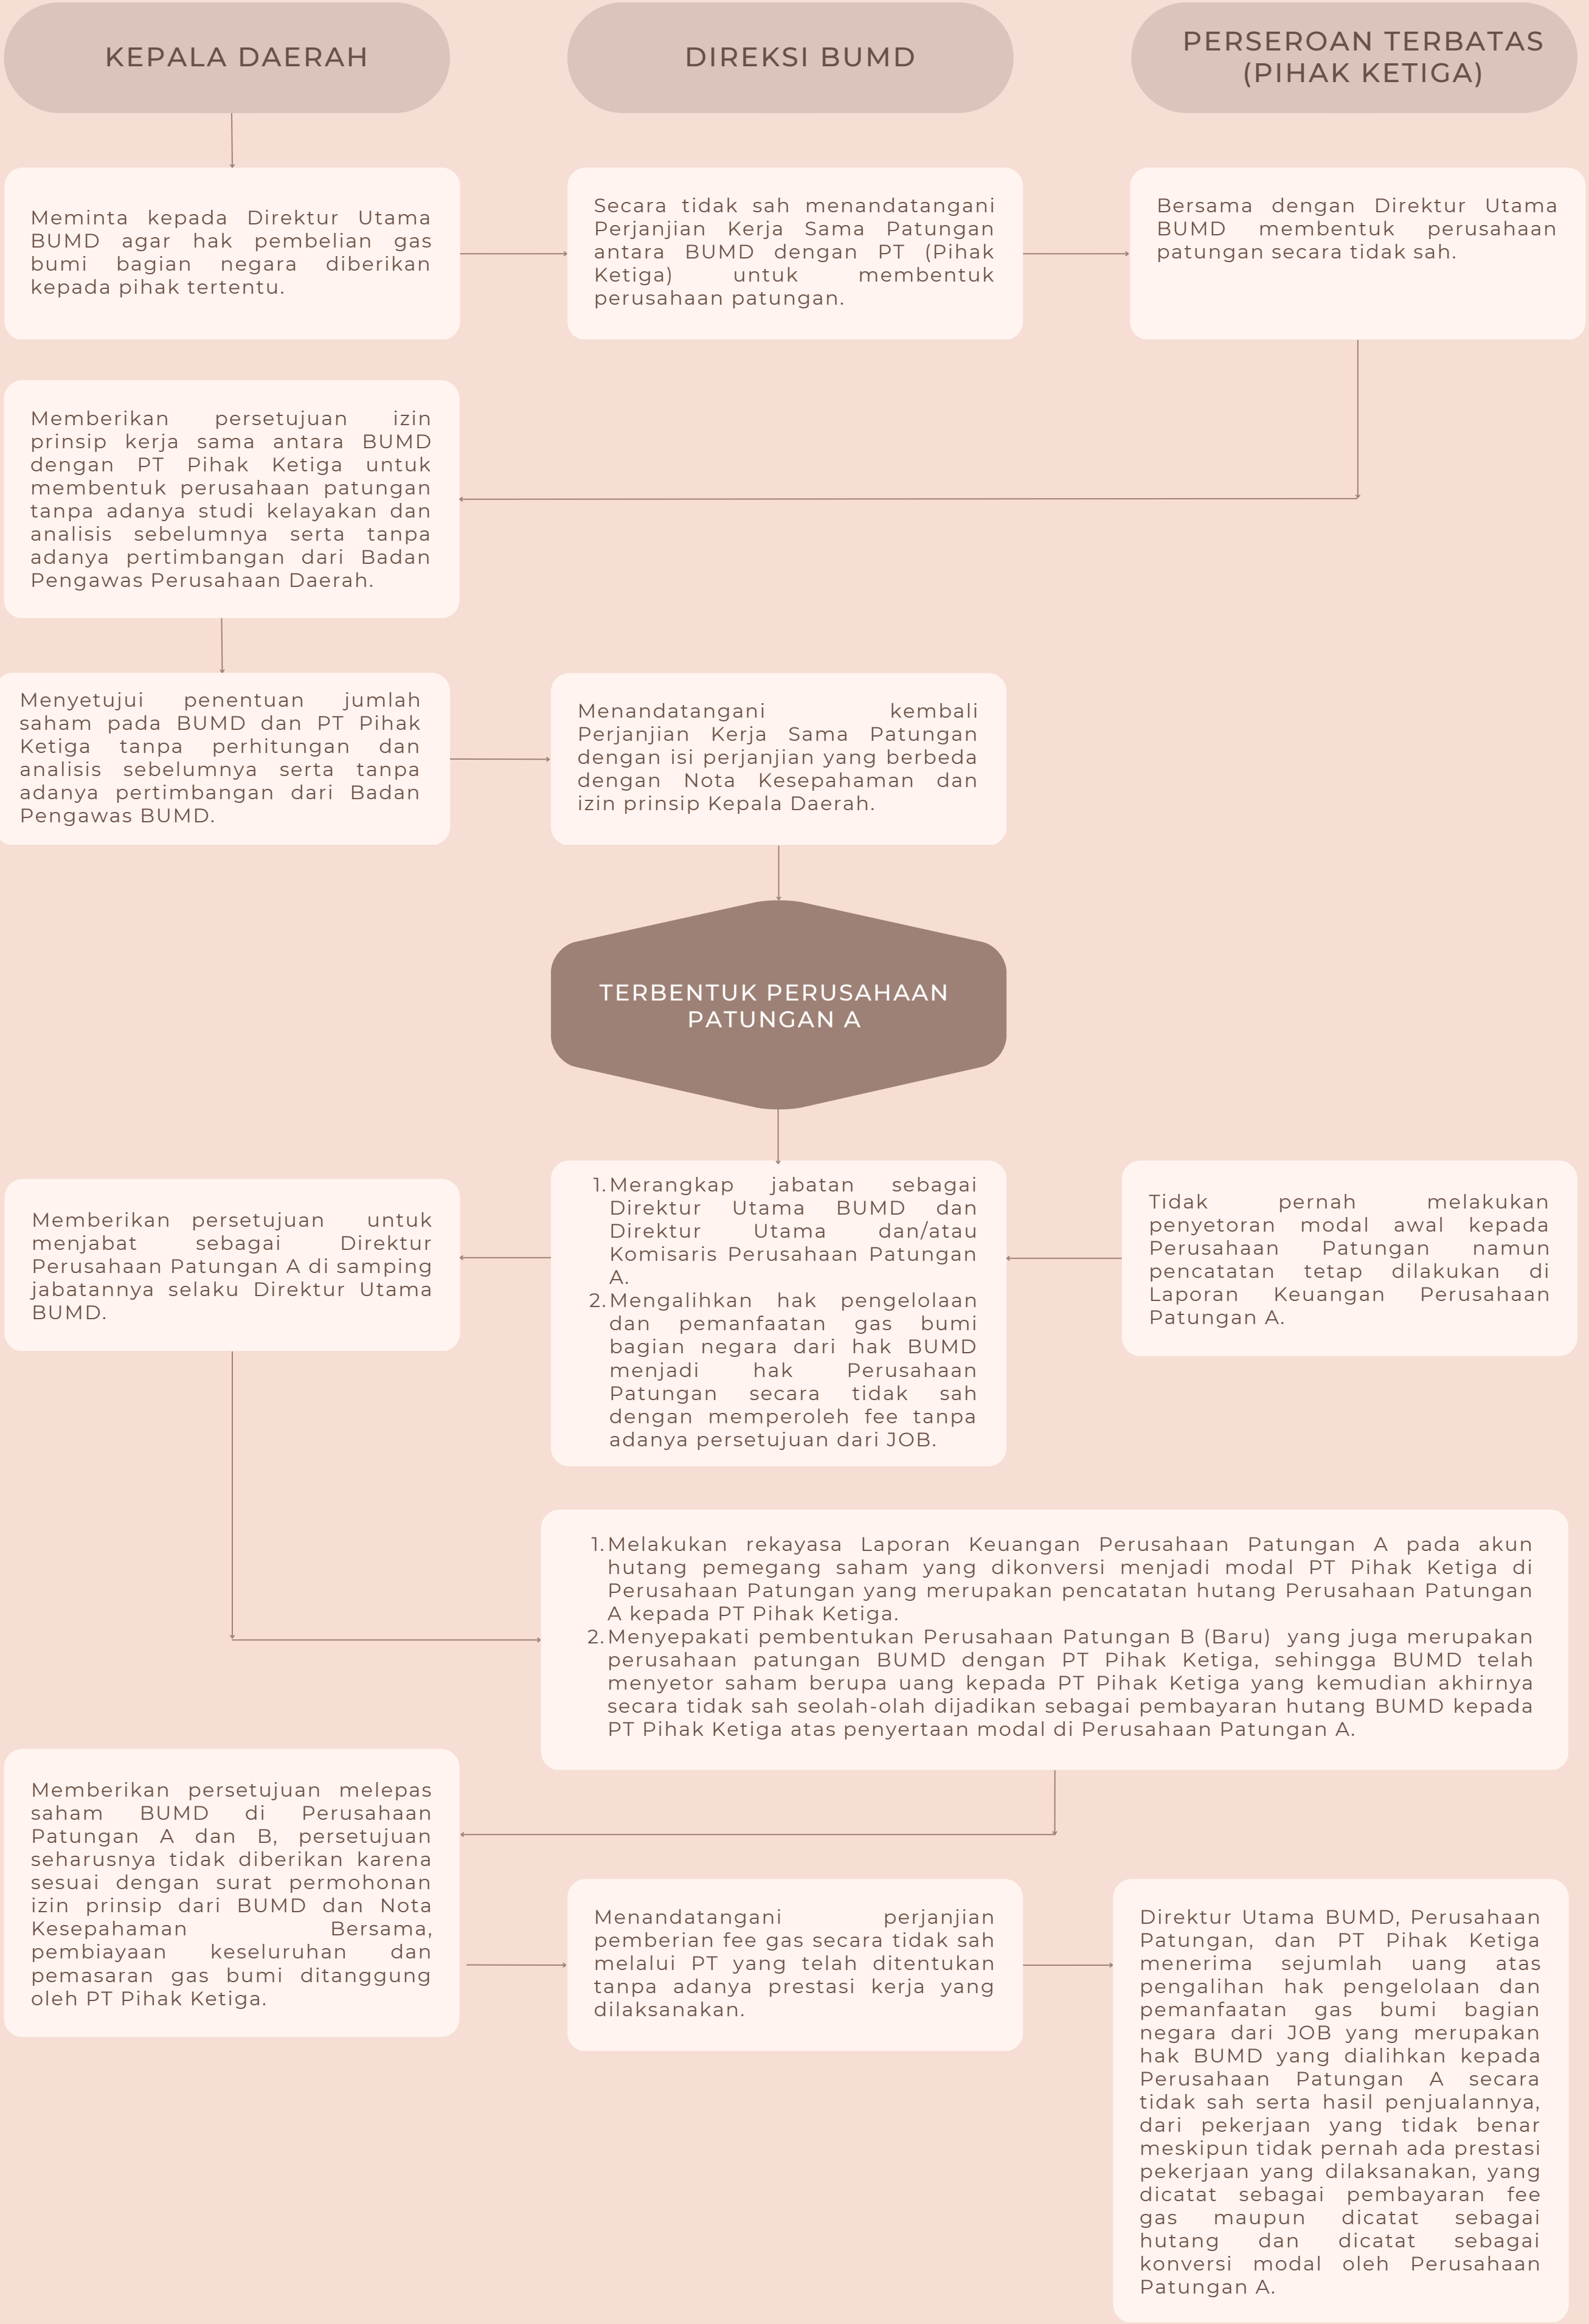 KEPALA DAERAH
DIREKSI BUMD
PERSEROAN TERBATAS
(PIHAK KETIGA)
Meminta kepada Direktur Utama
BUMD agar hak pembelian gas
bumi bagian negara diberikan
kepada pihak tertentu.
Secara tidak sah menandatangani
Perjanjian Kerja Sama Patungan
antara BUMD dengan PT (Pihak
Ketiga) untuk membentuk
perusahaan patungan.
Bersama dengan Direktur Utama
BUMD membentuk perusahaan
patungan secara tidak sah.
Memberikan persetujuan izin
prinsip kerja sama antara BUMD
dengan PT Pihak Ketiga untuk
membentuk perusahaan patungan
tanpa adanya studi kelayakan dan
analisis sebelumnya serta tanpa
adanya pertimbangan dari Badan
Pengawas Perusahaan Daerah.
Menyetujui penentuan jumlah
saham pada BUMD dan PT Pihak
Ketiga tanpa perhitungan dan
analisis sebelumnya serta tanpa
adanya pertimbangan dari Badan
Pengawas BUMD.
Menandatangani kembali
Perjanjian Kerja Sama Patungan
dengan isi perjanjian yang berbeda
dengan Nota Kesepahaman dan
izin prinsip Kepala Daerah.
TERBENTUK PERUSAHAAN
PATUNGAN A
Memberikan persetujuan untuk
menjabat sebagai Direktur
Perusahaan Patungan A di samping
jabatannya selaku Direktur Utama
BUMD.
1. Merangkap jabatan sebagai
Direktur Utama BUMD dan
Direktur Utama dan/atau
Komisaris Perusahaan Patungan
A.
2. Mengalihkan hak pengelolaan
dan pemanfaatan gas bumi
bagian negara dari hak BUMD
menjadi hak Perusahaan
Patungan secara tidak sah
dengan memperoleh fee tanpa
adanya persetujuan dari JOB.
Tidak pernah melakukan
penyetoran modal awal kepada
Perusahaan Patungan namun
pencatatan tetap dilakukan di
Laporan Keuangan Perusahaan
Patungan A.
1. Melakukan rekayasa Laporan Keuangan Perusahaan Patungan A pada akun
hutang pemegang saham yang dikonversi menjadi modal PT Pihak Ketiga di
Perusahaan Patungan yang merupakan pencatatan hutang Perusahaan Patungan
A kepada PT Pihak Ketiga.
2. Menyepakati pembentukan Perusahaan Patungan B (Baru) yang juga merupakan
perusahaan patungan BUMD dengan PT Pihak Ketiga, sehingga BUMD telah
menyetor saham berupa uang kepada PT Pihak Ketiga yang kemudian akhirnya
secara tidak sah seolah-olah dijadikan sebagai pembayaran hutang BUMD kepada
PT Pihak Ketiga atas penyertaan modal di Perusahaan Patungan A.
Memberikan persetujuan melepas
saham BUMD di Perusahaan
Patungan A dan B, persetujuan
seharusnya tidak diberikan karena
sesuai dengan surat permohonan
izin prinsip dari BUMD dan Nota
Kesepahaman Bersama,
pembiayaan keseluruhan dan
pemasaran gas bumi ditanggung
oleh PT Pihak Ketiga.
Menandatangani perjanjian
pemberian fee gas secara tidak sah
melalui PT yang telah ditentukan
tanpa adanya prestasi kerja yang
dilaksanakan.
Direktur Utama BUMD, Perusahaan
Patungan, dan PT Pihak Ketiga
menerima sejumlah uang atas
pengalihan hak pengelolaan dan
pemanfaatan gas bumi bagian
negara dari JOB yang merupakan
hak BUMD yang dialihkan kepada
Perusahaan Patungan A secara
tidak sah serta hasil penjualannya,
dari pekerjaan yang tidak benar
meskipun tidak pernah ada prestasi
pekerjaan yang dilaksanakan, yang
dicatat sebagai pembayaran fee
gas maupun dicatat sebagai
hutang dan dicatat sebagai
konversi modal oleh Perusahaan
Patungan A.